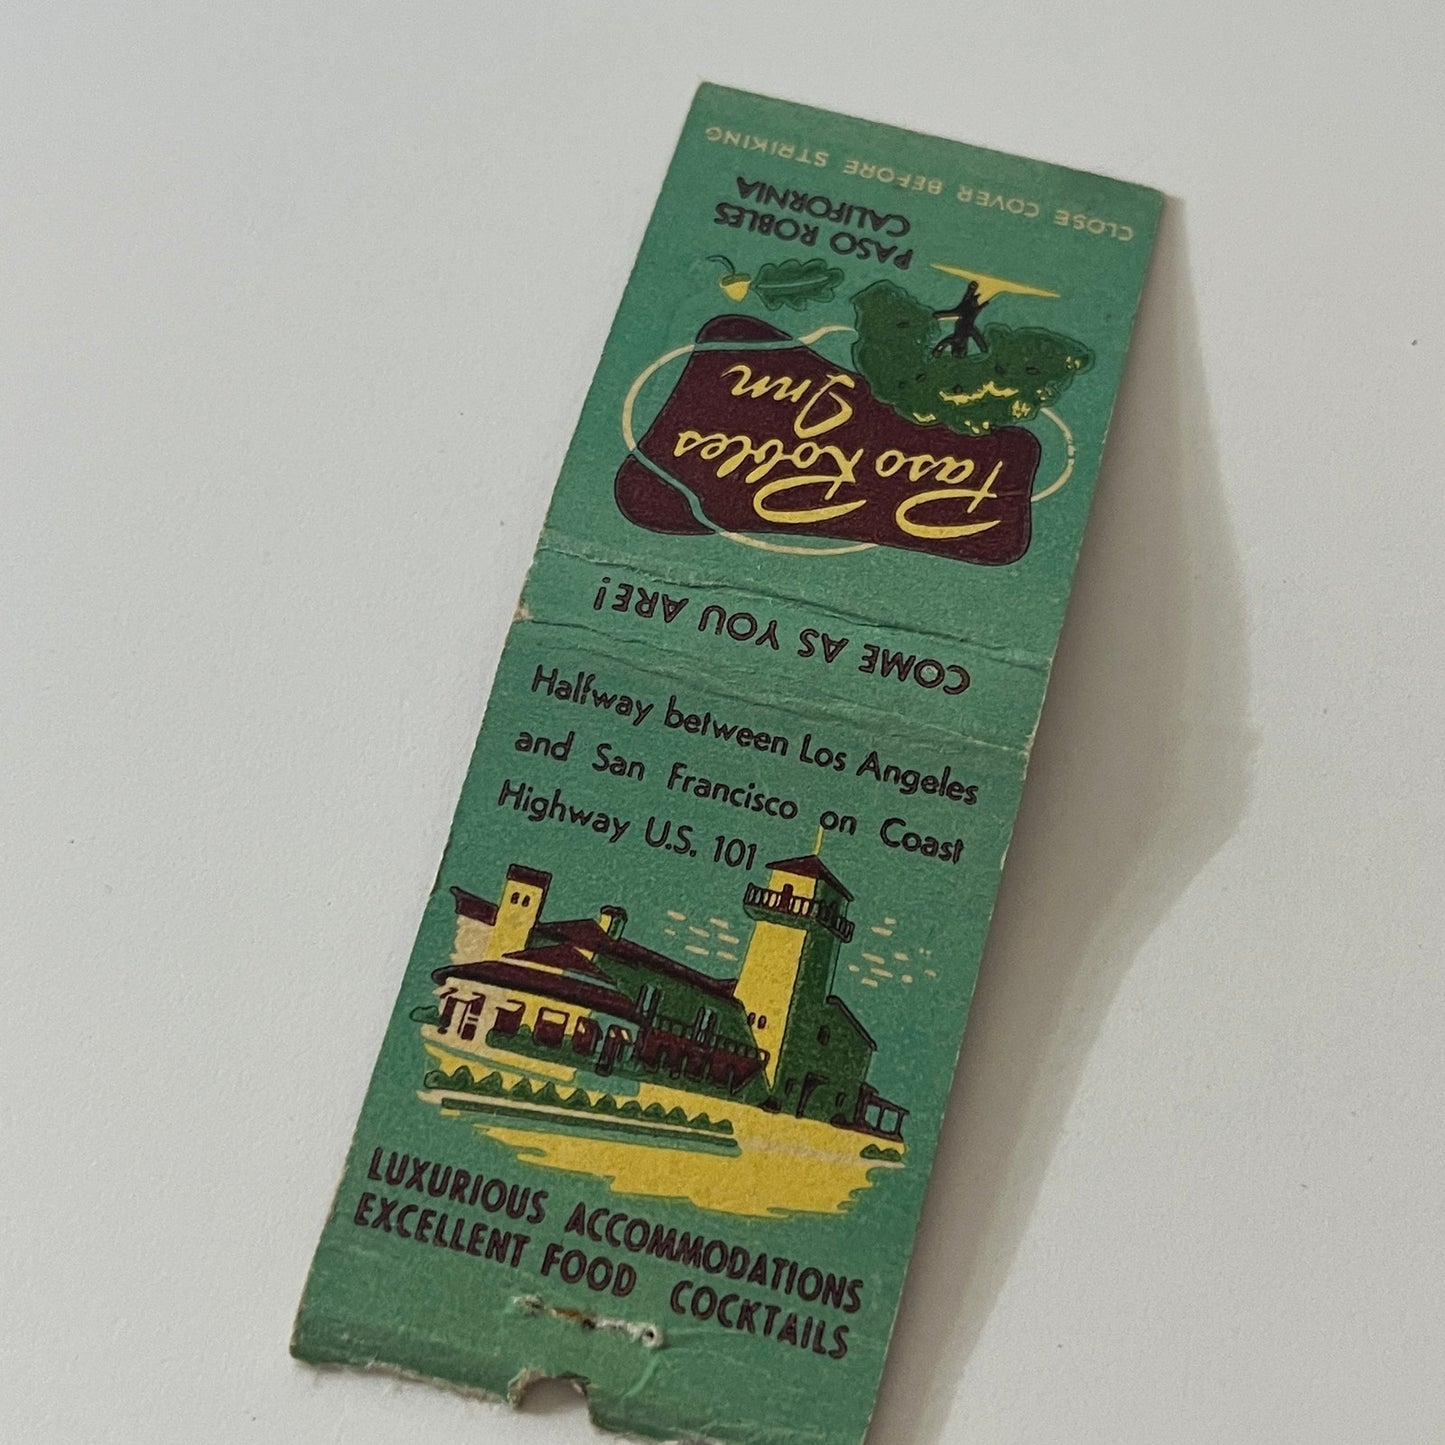 CLOSE COVER BEFORE STRIKING
PASO ROBLES
CALIFORNIA
Paso Robles
Inn
COME AS YOU ARE!
Halfway between Los Angeles
and San Francisco on Coast
Highway U.S. 101
LUXURIOUS ACCOMMODATIONS
EXCELLENT FOOD COCKTAILS